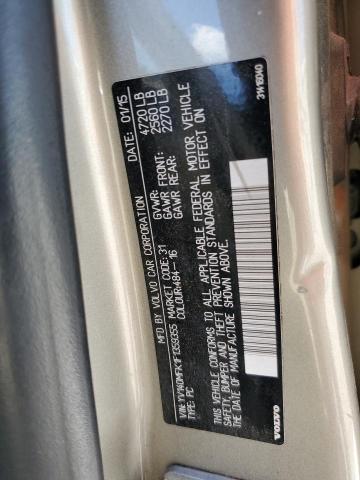 MFD BY VOLVO CAR CORPORATION DATE: 01/15
MARKET CODE: 31 GVWR: 4720 LB
COLOUR:484-16 GAWR FRONT: 2560 LB
TYPE: PC GAWR REAR: 2270 LB
THIS VEHICLE CONFORMS TO ALL APPLICABLE FEDERAL MOTOR VEHICLE
SAFETY, BUMPER AND THEFT PREVENTION STANDARDS IN EFFECT ON
THE DATE OF MANUFACTURE SHOWN ABOVE.
VOLVO